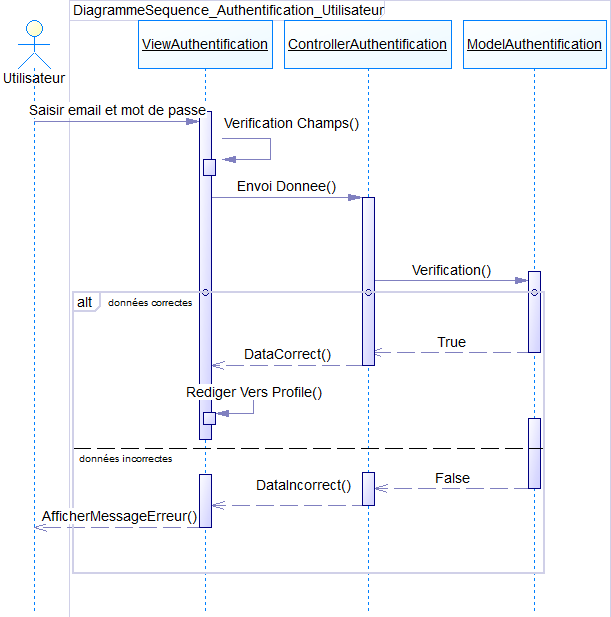 DiagrammeSequence_Authentification_Utilisateur
ViewAuthentification
ControllerAuthentification
ModelAuthentification
Utilisateur
Saisir email et mot de passe
Verification Champs()
Envoi Donnee()
Verification()
alt
données correctes
True
DataCorrect()
Rediger Vers Profile()
données incorrectes
False
DataIncorrect()
AfficherMessageErreur()